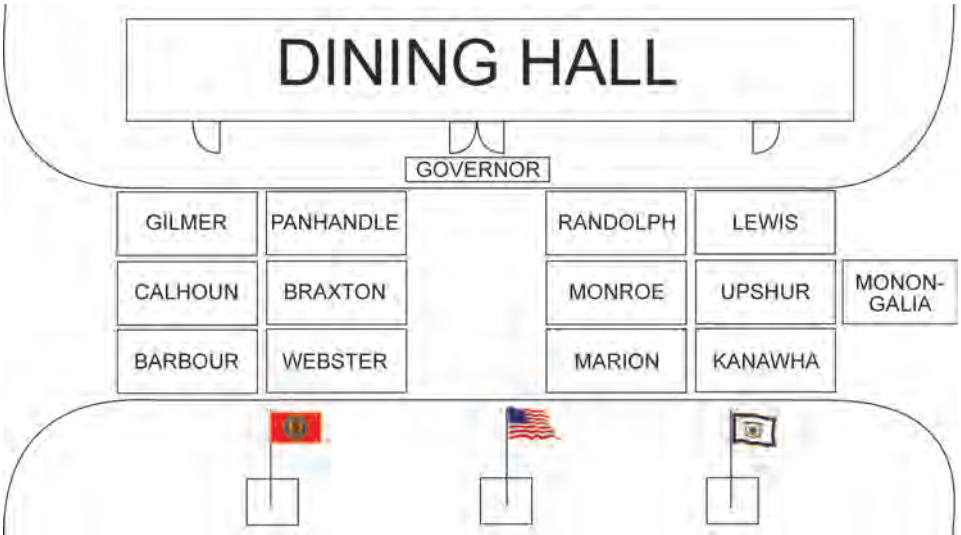 DINING HALL
GOVERNOR
GILMER
PANHANDLE
RANDOLPH
LEWIS
CALHOUN
BRAXTON
MONROE
UPSHUR
MONON-
GALIA
BARBOUR
WEBSTER
MARION
KANAWHA